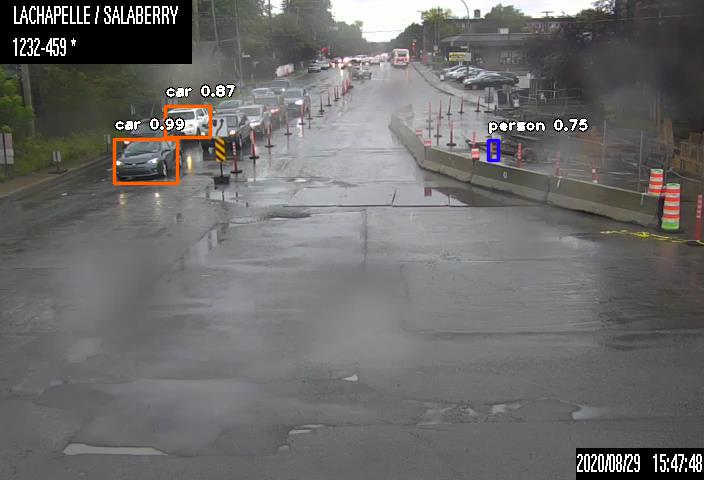 LACHAPELLE / SALABERRY
1232-459 *
car 0.87
car 0.99
person 0.75
2020/08/29 15:47:48